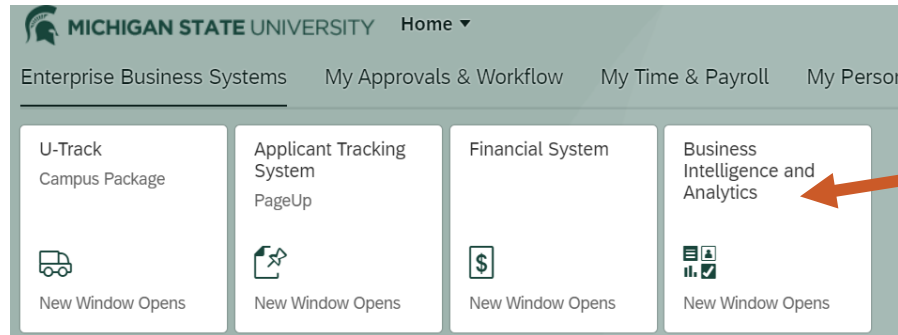 MICHIGAN STATE UNIVERSITY Home
Enterprise Business Systems My Approvals & Workflow My Time & Payroll My Person
U-Track
Campus Package
New Window Opens
Applicant Tracking
System
PageUp
New Window Opens
Financial System
$
New Window Opens
Business
Intelligence and
Analytics
New Window Opens